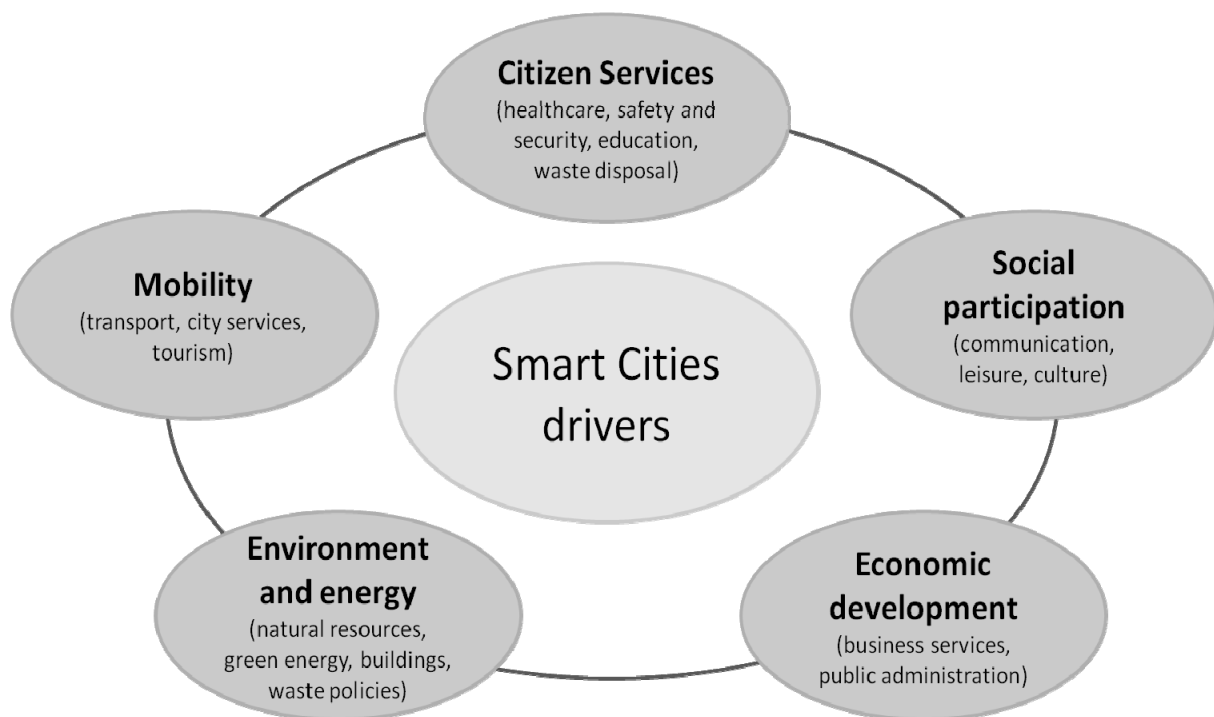 Citizen Services
(healthcare, safety and
security, education,
waste disposal)
Mobility
(transport, city services,
tourism)
Social
participation
(communication,
leisure, culture)
Smart Cities
drivers
Environment
and energy
(natural resources,
green energy, buildings,
waste policies)
Economic
development
(business services,
public administration)